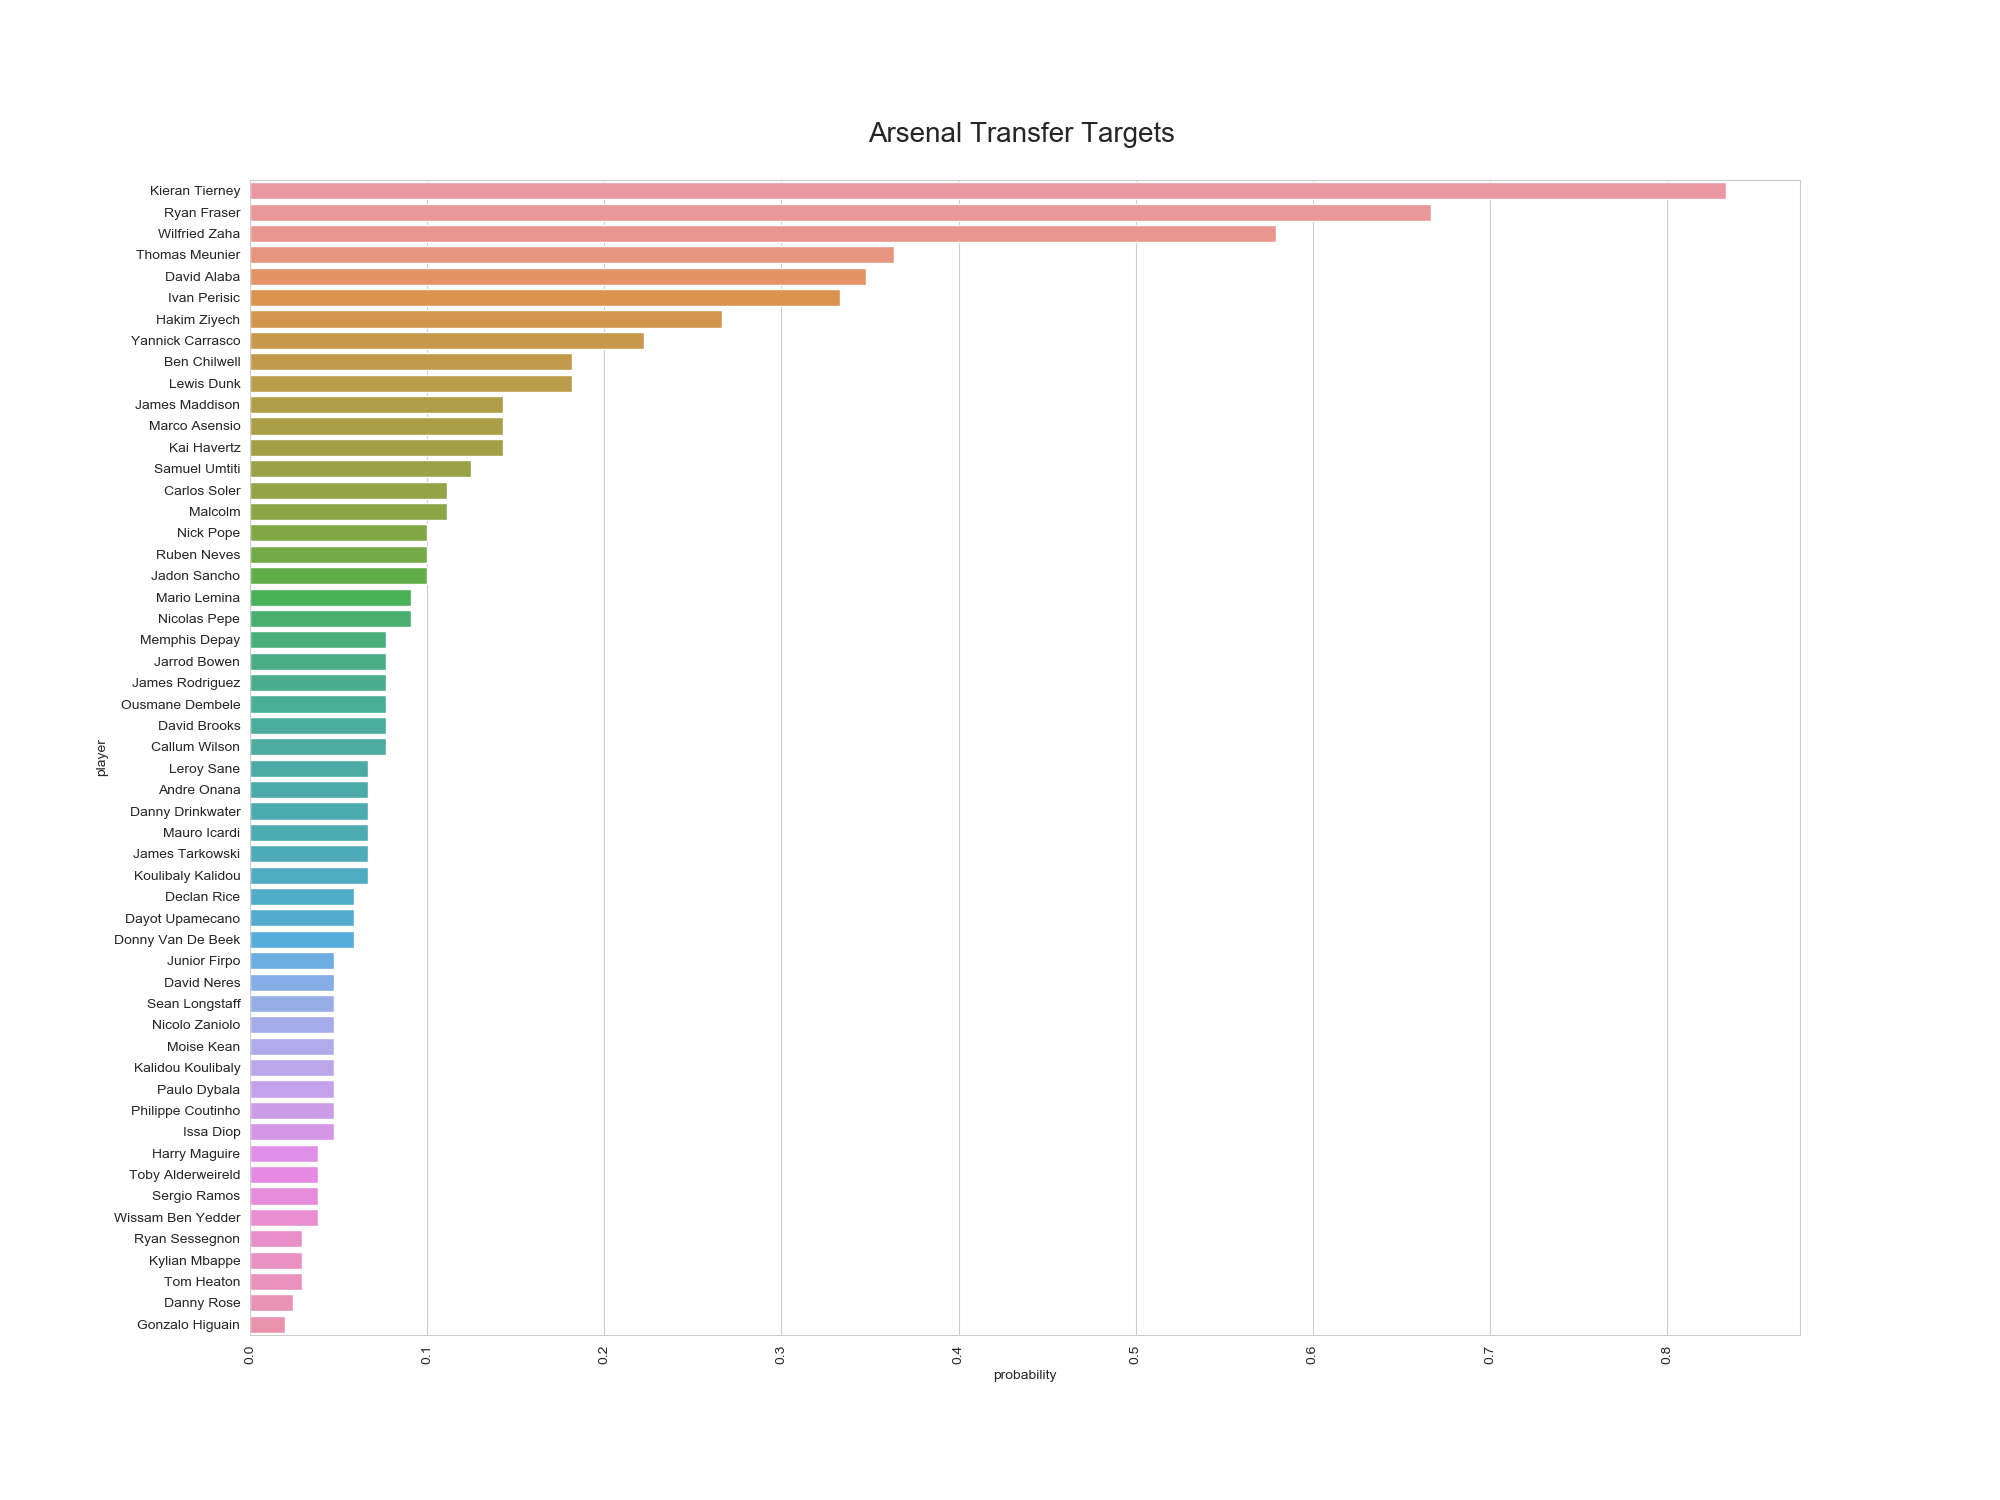 Arsenal Transfer Targets
Kieran Tierney
Ryan Fraser
Wilfried Zaha
Thomas Meunier
David Alaba
Ivan Perisic
Hakim Ziyech
Yannick Carrasco
Ben Chilwell
Lewis Dunk
James Maddison
Marco Asensio
Kai Havertz
Samuel Umtiti
Carlos Soler
Malcolm
Nick Pope
Ruben Neves
Jadon Sancho
Mario Lemina
Nicolas Pepe
Memphis Depay
Jarrod Bowen
James Rodriguez
Ousmane Dembele
David Brooks
Callum Wilson
Leroy Sane
Andre Onana
Danny Drinkwater
Mauro Icardi
James Tarkowski
Koulibaly Kalidou
Declan Rice
Dayot Upamecano
Donny Van De Beek
Junior Firpo
David Neres
Sean Longstaff
Nicolo Zaniolo
Moise Kean
Kalidou Koulibaly
Paulo Dybala
Philippe Coutinho
Issa Diop
Harry Maguire
Toby Alderweireld
Sergio Ramos
Wissam Ben Yedder
Ryan Sessegnon
Kylian Mbappe
Tom Heaton
Danny Rose
Gonzalo Higuain
player
0.0
0.1
0.2
0.3
0.4
0.5
0.6
0.7
0.8
probability